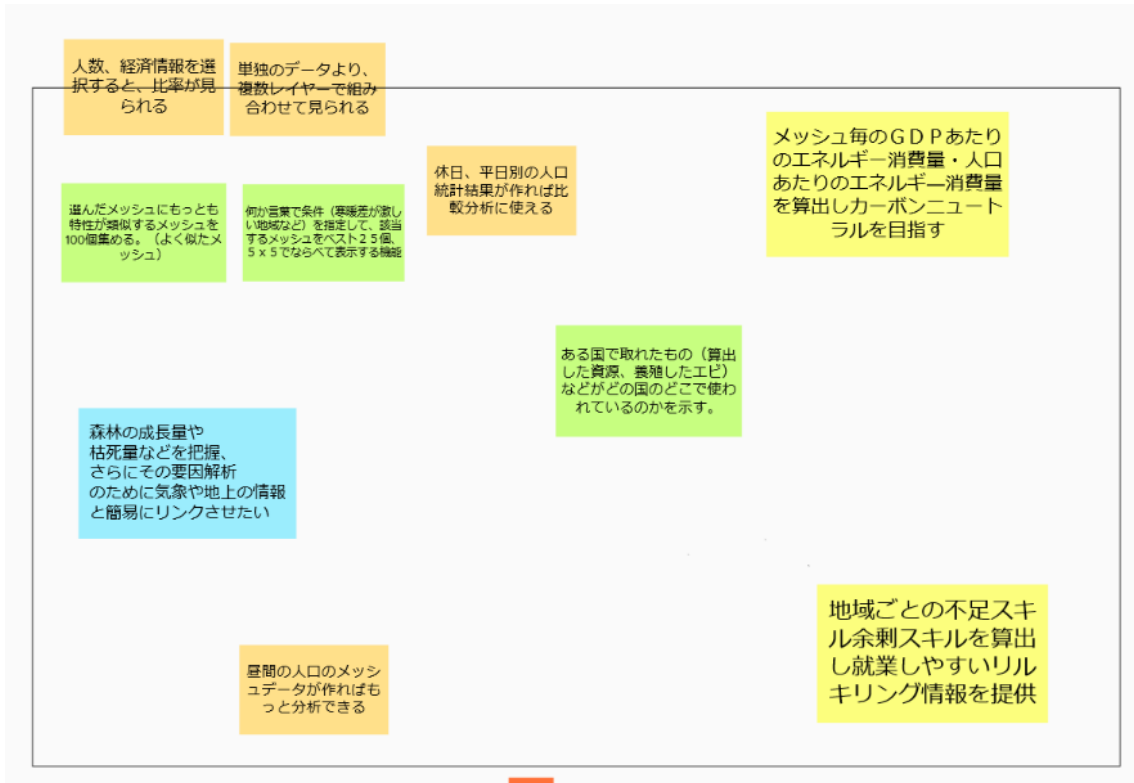 人数、経済情報を選
択すると、比率が見
られる
単独のデータより、
複数レイヤーで組み
合わせて見られる
休日、平日別の人口
統計結果が作れば比
較分析に使える
メッシュ毎のGDPあたり
のエネルギー消費量・人口
あたりのエネルギー消費量
を算出しカーボンニュート
ラルを目指す
選んだメッシュにもっとも
特性が類似するメッシュを
100個集める。（よく似たメ
ッシュ）
何か言葉で条件（寒暖差が激し
い地域など）を指定して、該当
するメッシュをベスト25個、
5x5でならべて表示する機能
ある国で取れたもの（算出
した資源、養殖したエビ）
などがどの国のどこで使わ
れているのかを示す。
森林の成長量や
枯死量などを把握、
さらにその要因解析
のために気象や地上の情報
と簡易にリンクさせたい
地域ごとの不足スキ
ル余剰スキルを算出
し就業しやすいリル
キリング情報を提供
昼間の人口のメッシ
ュデータが作ればも
っと分析できる